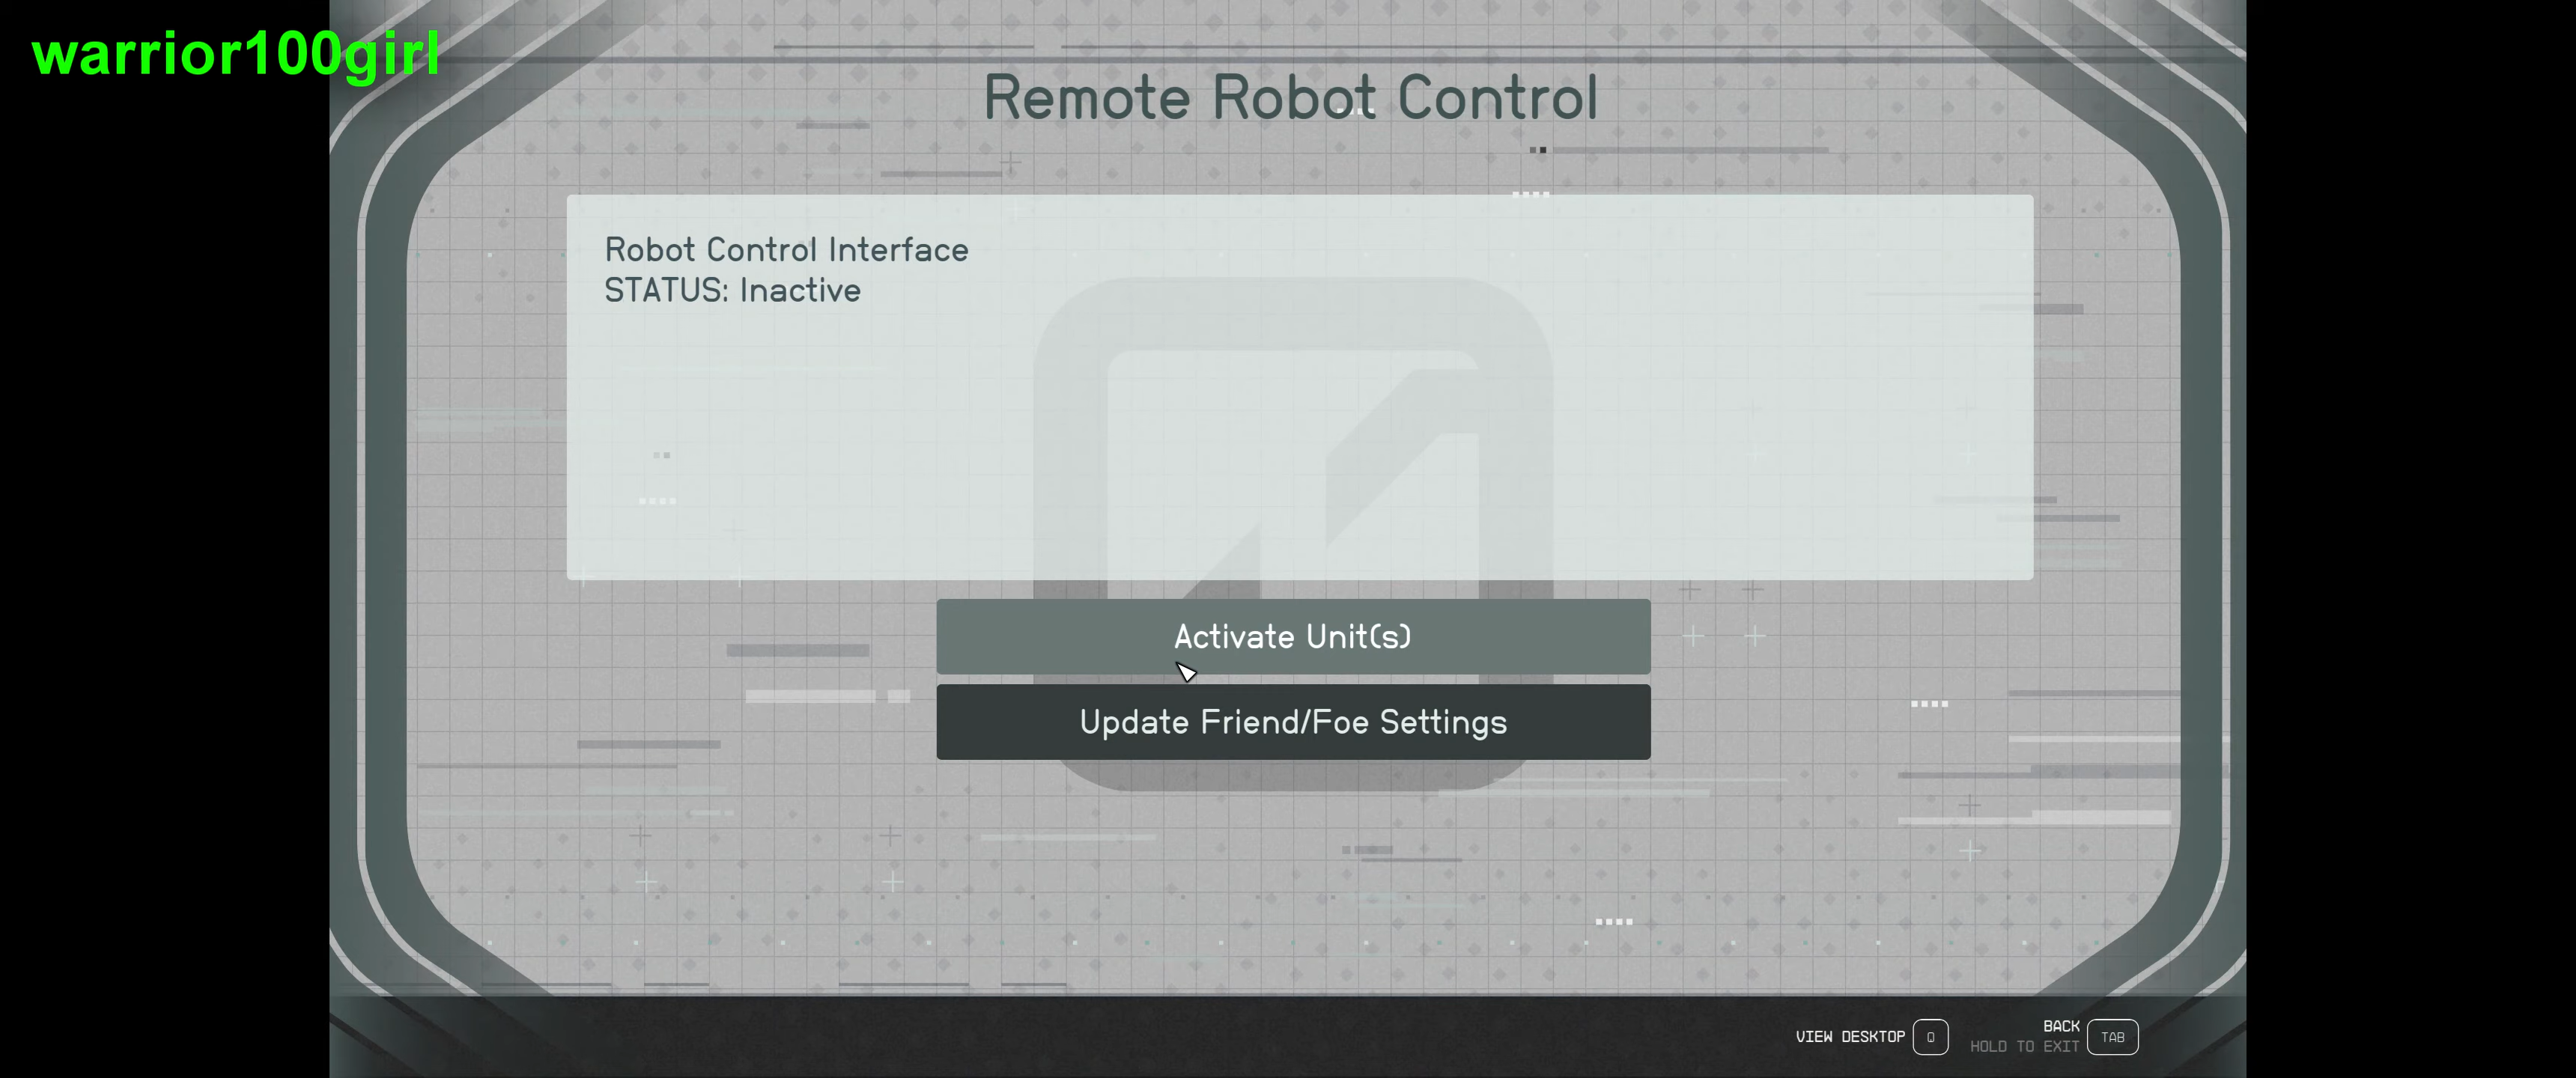 warrior100girl
Remote Robot Control
Robot Control Interface
STATUS: Inactive
Activate Unit(s)
Update Friend/Foe Settings
VIEW DESKTOP Q
BACK
HOLD TO EXIT
TAB